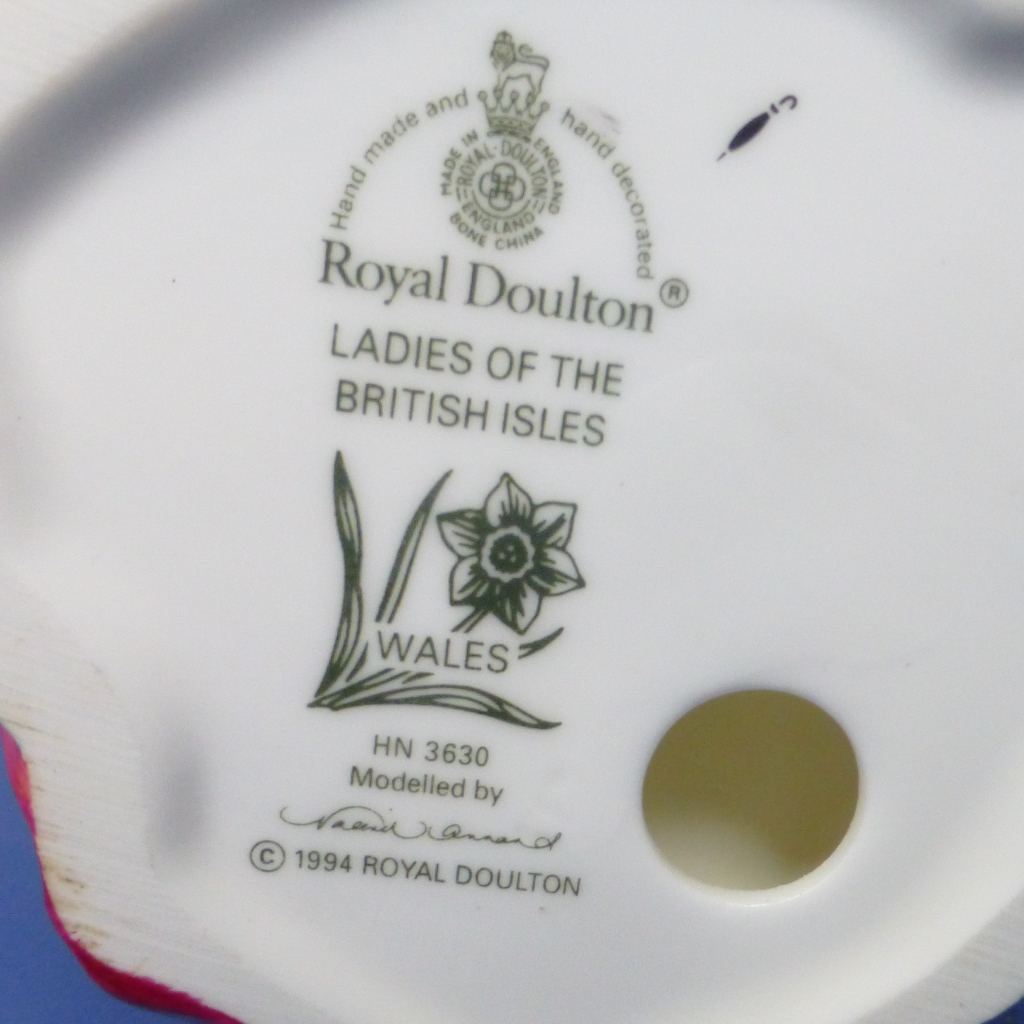 Hand made and hand decorated
MADE IN ENGLAND
ROYAL·DOULTON
ENGLAND
BONE CHINA
Royal Doulton®
LADIES OF THE
BRITISH ISLES
WALES
HN 3630
Modelled by
© 1994 ROYAL DOULTON